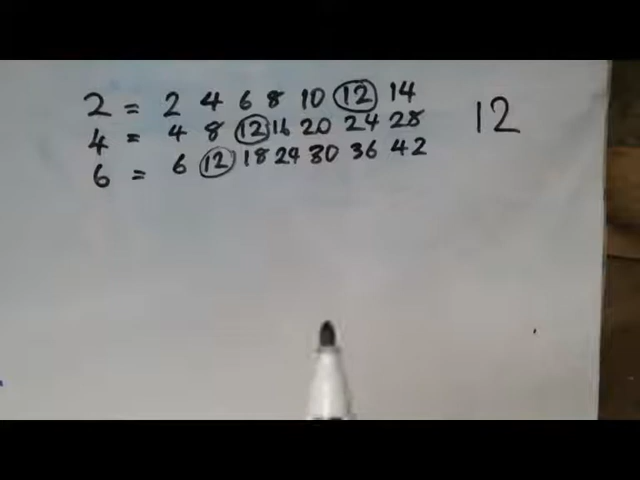 2 = 2 4 6 8 10 12 14
4 = 4 8 12 16 20 24 28
6 = 6 12 18 24 30 36 42
12